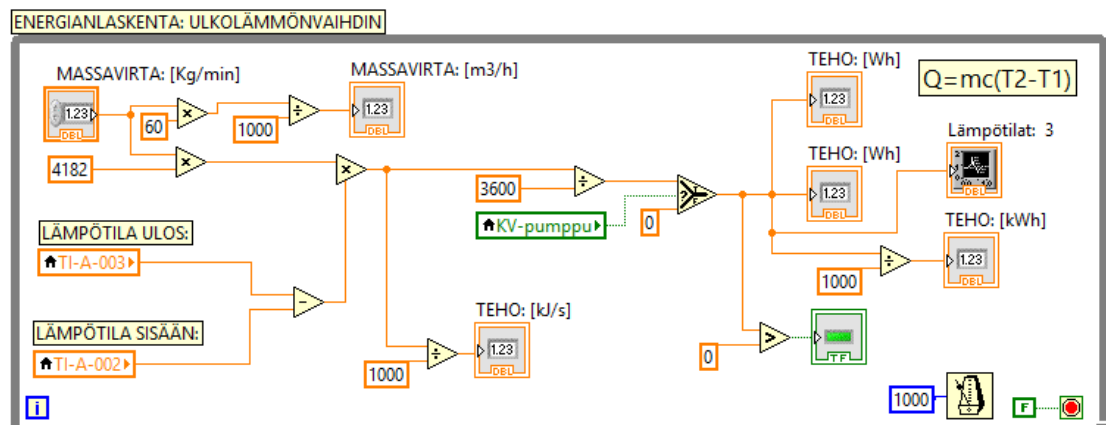 ENERGIANLASKENTA: ULKOLÄMMÖNVAIHDIN
MASSAVIRTA: [Kg/min]
1.23
DBL
60
1000
MASSAVIRTA: [m3/h]
1.23
DBL
4182
3600
KV-pumppu
0
TEHO: [Wh]
1.23
DBL
TEHO: [Wh]
1.23
DBL
Q=mc(T2-T1)
Lämpötilat: 3
DBL
TEHO: [kWh]
1.23
DBL
1000
LÄMPÖTILA ULOS:
TI-A-003
LÄMPÖTILA SISÄÄN:
TI-A-002
TEHO: [kJ/s]
1.23
DBL
1000
0
TF
1000
F
i